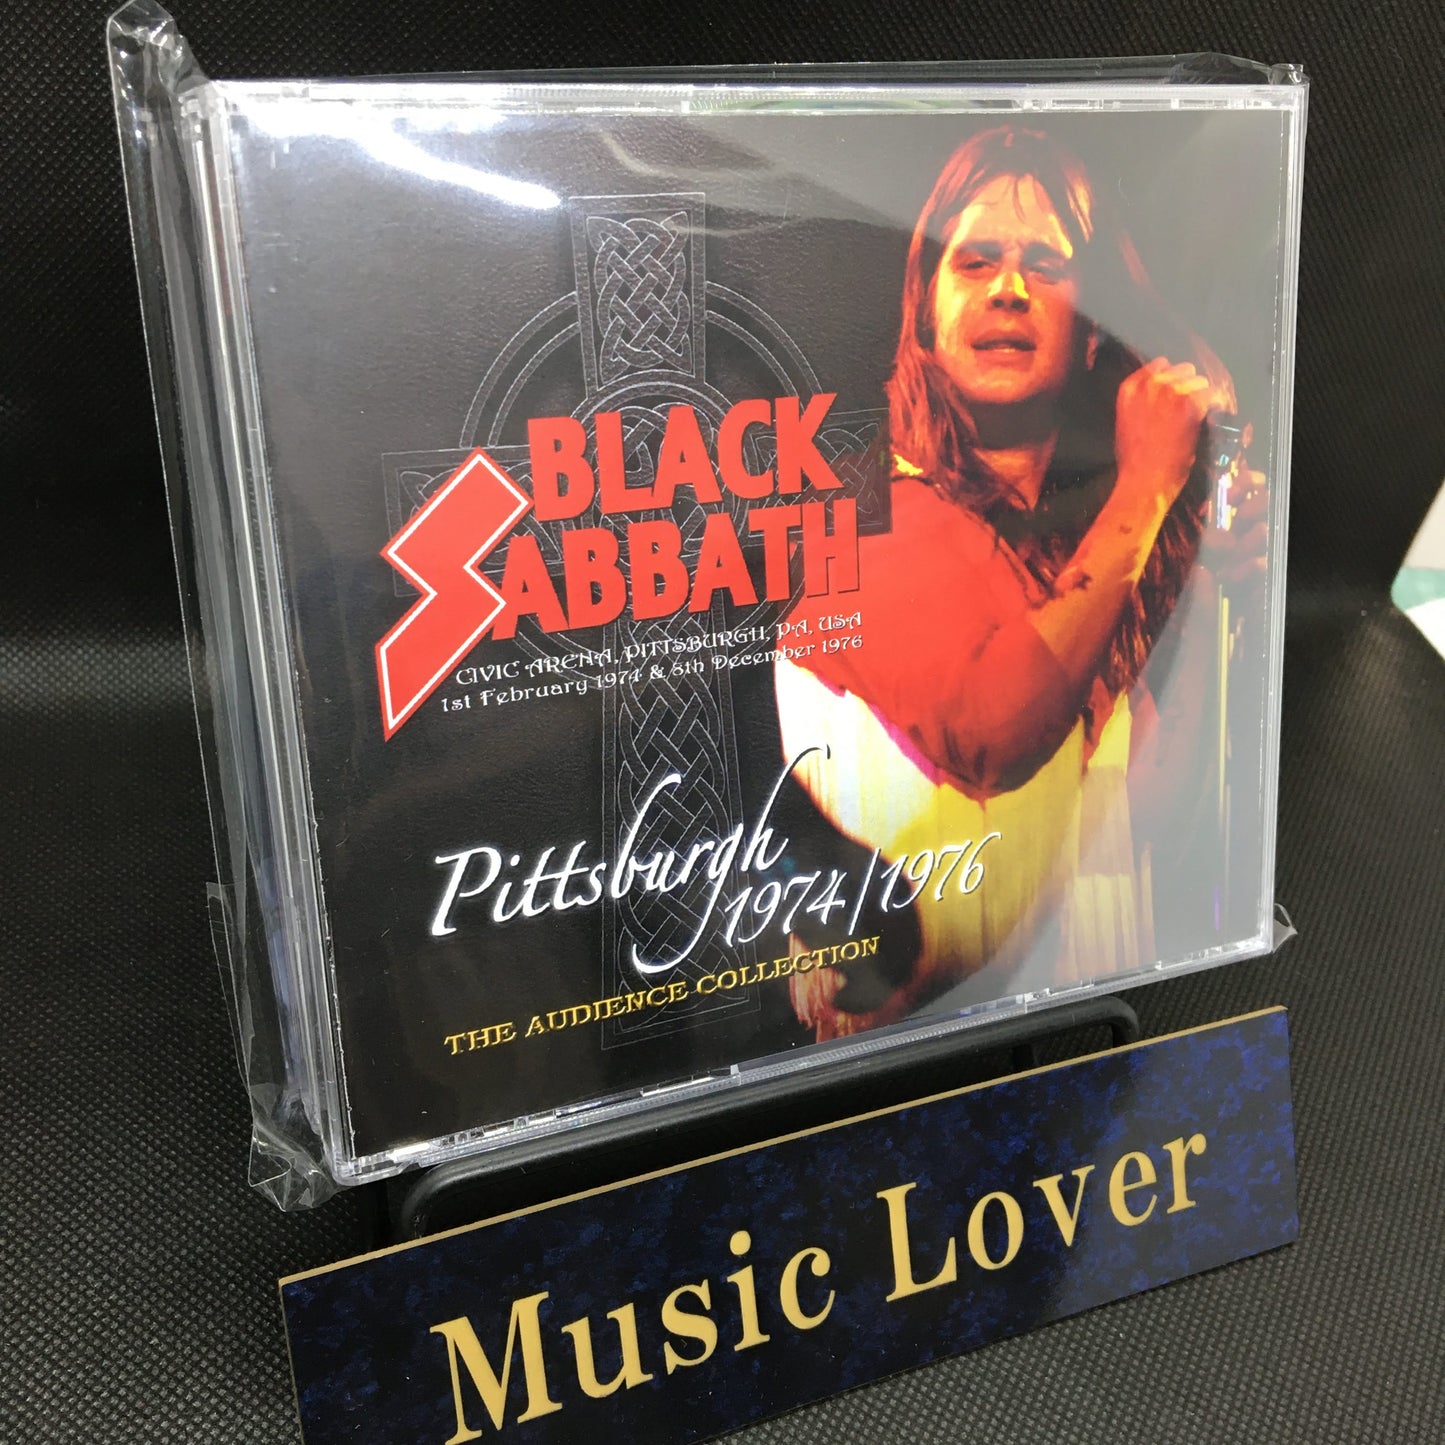 BLACK
SABBATH
CIVIC ARENA, PITTSBURGH, PA, USA
1st February 1974 & 8th December 1976
Pittsburgh
1974/1976
THE AUDIENCE COLLECTION
Music Lover